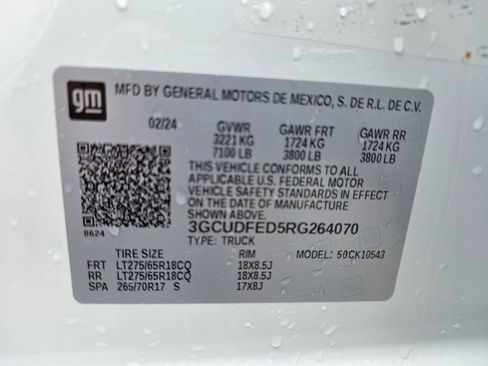 gm
MFD BY GENERAL MOTORS DE MEXICO, S. DE R.L. DE C.V.
02/24 GVWR GAWR FRT GAWR RR
3221 KG 1724 KG 1724 KG
7100 LB 3800 LB 3800 LB
THIS VEHICLE CONFORMS TO ALL
APPLICABLE U.S. FEDERAL MOTOR
VEHICLE SAFETY STANDARDS IN EFFECT
ON THE DATE OF MANUFACTURE
SHOWN ABOVE.
8624 3GCUDFED5RG264070
TYPE: TRUCK
TIRE SIZE RIM MODEL: 50CK10543
FRT LT275/65R18CQ 18X8.5J
RR LT275/65R18CQ 18X8.5J
SPA 265/70R17 S 17X8J